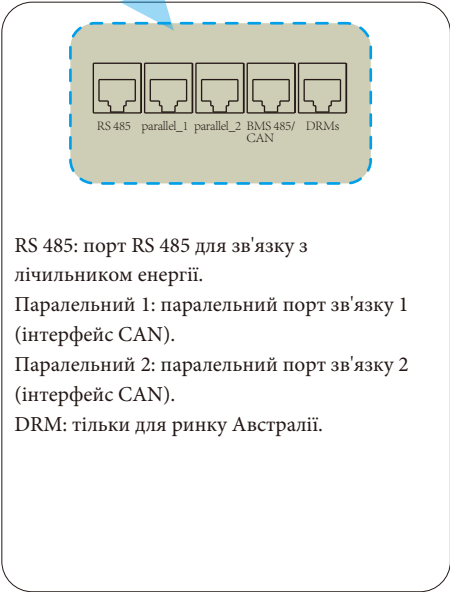 RS 485 parallel_1 parallel_2 BMS 485/ DRMs
CAN
RS 485: порт RS 485 для зв'язку з
лічильником енергії.
Паралельний 1: паралельний порт зв'язку 1
(інтерфейс CAN).
Паралельний 2: паралельний порт зв'язку 2
(інтерфейс CAN).
DRM: тільки для ринку Австралії.